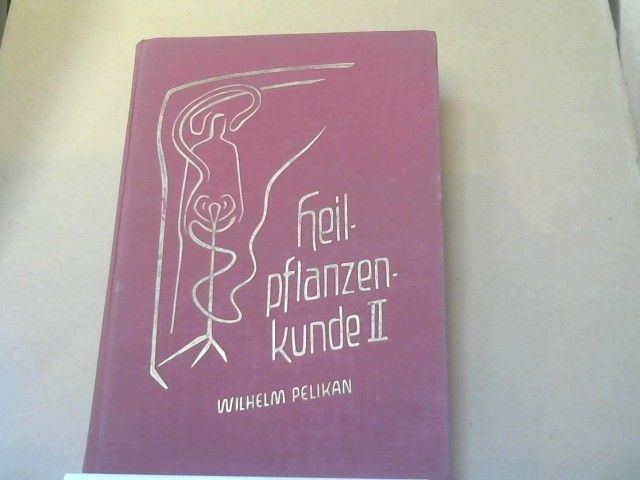 Heil-
pflanzen-
kunde II
WILHELM PELIKAN